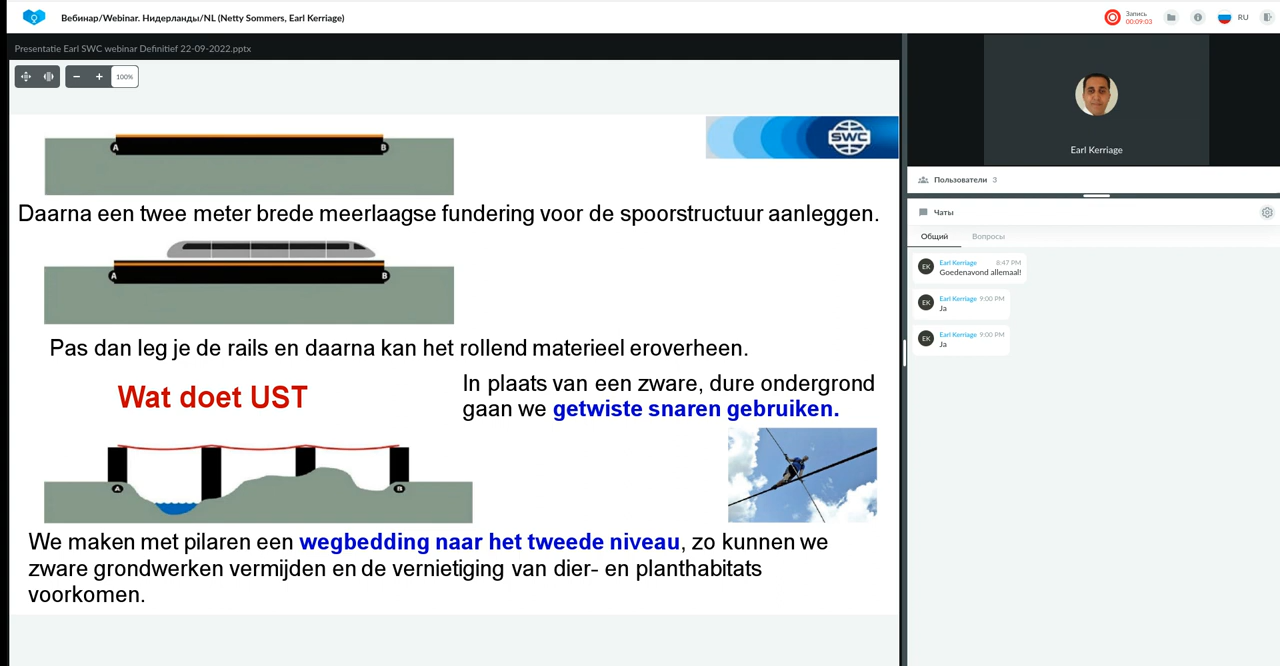 Вебинар/Webinar. Нидерланды/NL (Netty Sommers, Earl Kerriage)
Запись
00:09:03
RU
Presentatie Earl SWC webinar Definitief 22-09-2022.pptx
100%
SWC
A
B
Daarna een twee meter brede meerlaagse fundering voor de spoorstructuur aanleggen.
A
B
Pas dan leg je de rails en daarna kan het rollend materieel eroverheen.
Wat doet UST
In plaats van een zware, dure ondergrond
gaan we getwiste snaren gebruiken.
A
B
We maken met pilaren een wegbedding naar het tweede niveau, zo kunnen we
zware grondwerken vermijden en de vernietiging van dier- en planthabitats
voorkomen.
Earl Kerriage
Пользователи 3
Чаты
Общий
Вопросы
EK
Earl Kerriage 8:47 PM
Goedenavond allemaal!
EK
Earl Kerriage 9:00 PM
Ja
EK
Earl Kerriage 9:00 PM
Ja